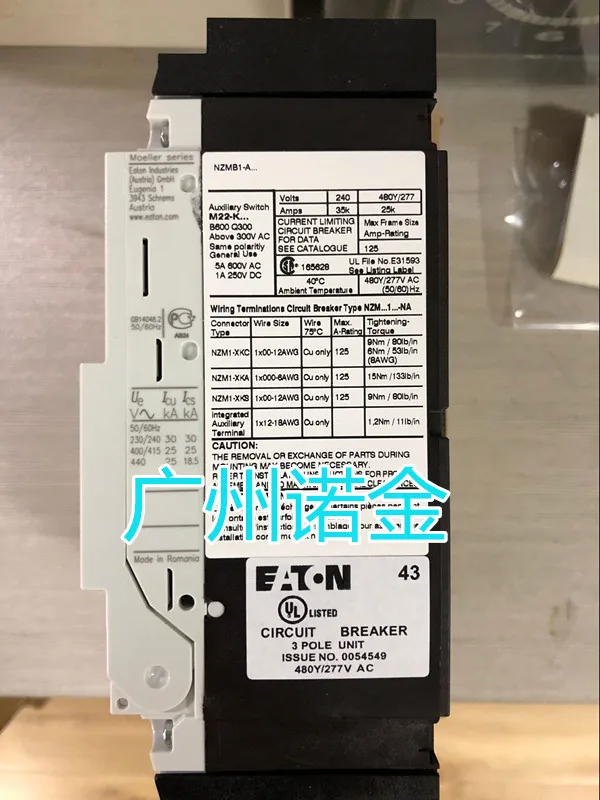 Moeller series
Eaton Industries
(Austria) GmbH
Eugenia 1
3943 Schrems
Austria
www.eaton.com
GB14048.2
50/60Hz
AB24
Ue Icu Ics
V~ kA kA
50/60Hz
230/240 30 30
400/415 25 25
440 25 18.5
Made in Romania
NZMB1-A...
Auxiliary Switch
M22-K...
B600 Q300
Above 300V AC
Same polaritiy
General Use
5A 600V AC
1A 250V DC
Volts 240 480Y/277
Amps 35k 25k
CURRENT LIMITING
CIRCUIT BREAKER
FOR DATA
SEE CATALOGUE
Max Frame Size
Amp-Rating
125
165628
UL File No.E31593
See Listing Label
40°C
Ambient Temperature
480Y/277V AC
(50/60)Hz
Wiring Terminations Circuit Breaker Type NZM...1...-NA
Connector Type Wire Size Wire 75°C Max. A-Rating Tightening-Torque
NZM1-XKC 1x00-12AWG Cu only 125 9Nm / 80lb/in
6Nm / 53lb/in
(8AWG)
NZM1-XKA 1x000-6AWG Cu only 125 15Nm /133lb/in
NZM1-XKS 1x00-12AWG Cu only 125 9Nm / 80lb/in
Integrated Auxiliary Terminal 1x12-18AWG Cu only 1,2Nm / 11lb/in
CAUTION:
THE REMOVAL OR EXCHANGE OF PARTS DURING
MOUNTING MAY BECOME NECESSARY.
广州诺金
EATON 43
UL LISTED
CIRCUIT BREAKER
3 POLE UNIT
ISSUE NO. 0054549
480Y/277V AC